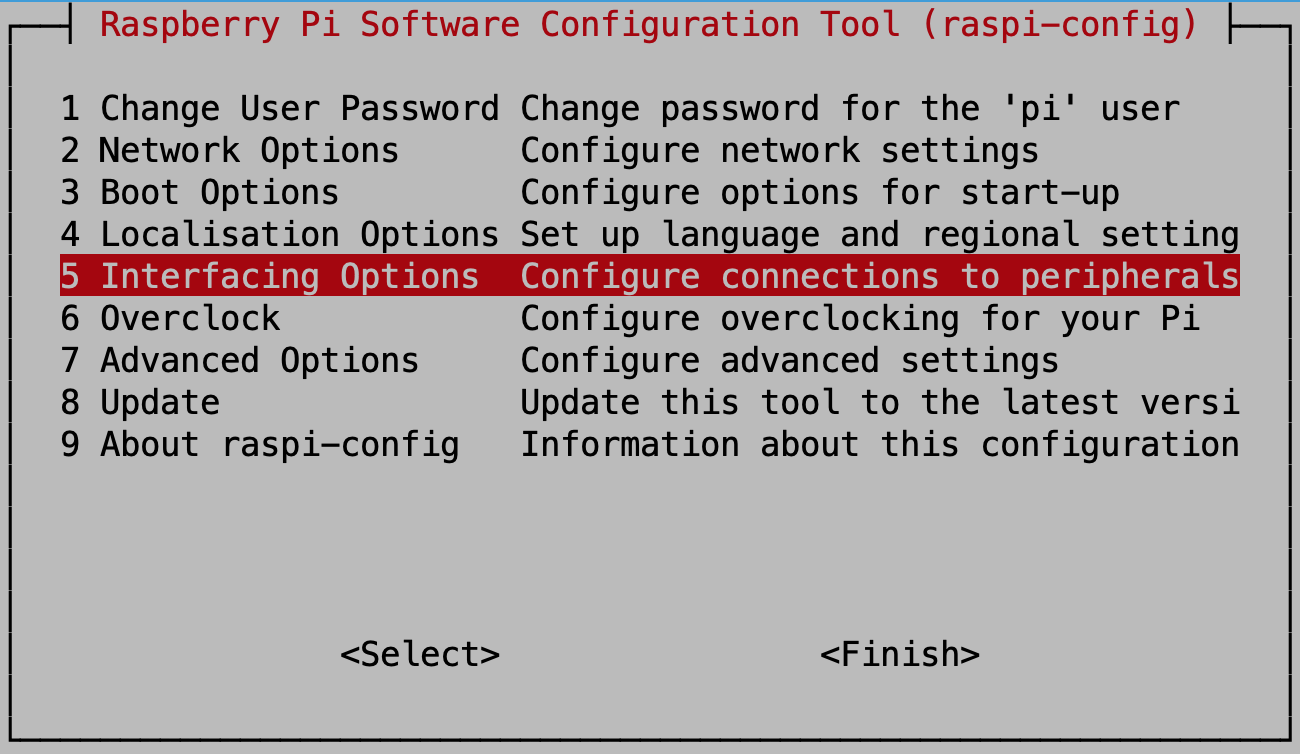 Raspberry Pi Software Configuration Tool (raspi-config)
1 Change User Password Change password for the 'pi' user
2 Network Options Configure network settings
3 Boot Options Configure options for start-up
4 Localisation Options Set up language and regional setting
5 Interfacing Options Configure connections to peripherals
6 Overclock Configure overclocking for your Pi
7 Advanced Options Configure advanced settings
8 Update Update this tool to the latest versi
9 About raspi-config Information about this configuration
<Select> <Finish>